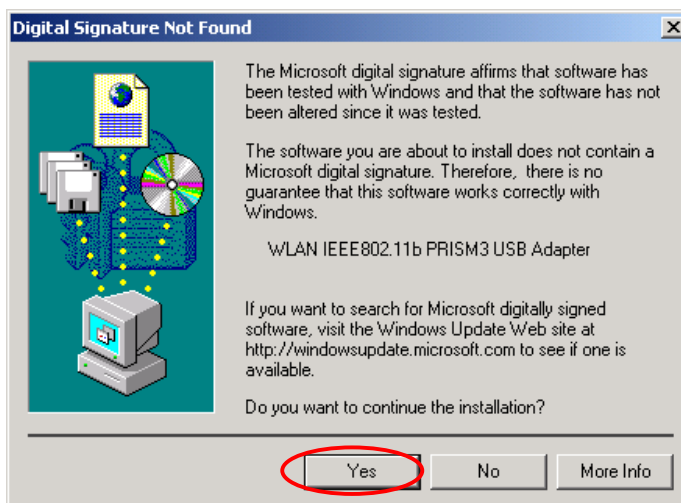 Digital Signature Not Found
The Microsoft digital signature affirms that software has
been tested with Windows and that the software has not
been altered since it was tested.
The software you are about to install does not contain a
Microsoft digital signature. Therefore, there is no
guarantee that this software works correctly with
Windows.
WLAN IEEE802.11b PRISM3 USB Adapter
If you want to search for Microsoft digitally signed
software, visit the Windows Update Web site at
http://windowsupdate.microsoft.com to see if one is
available.
Do you want to continue the installation?
Yes No More Info